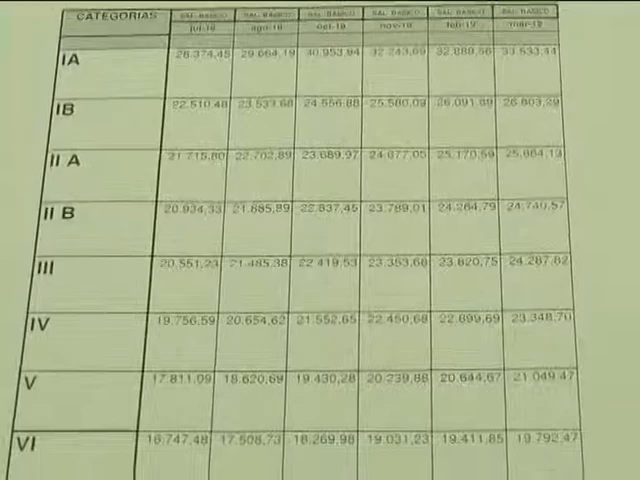 CATEGORIAS SAL. BASICO SAL. BASICO SAL. BASICO SAL. BASICO SAL. BASICO SAL. BASICO
jul-18 ago-18 oct-18 nov-18 feb-19 mar-19
IA 28.374,45 29.664,19 30.953,94 32.243,69 32.888,56 33.533,44
IB 22.510,48 23.533,68 24.556,88 25.580,09 26.091,69
II A 21.715,80 22.702,89 23.689,97 24.677,05 25.170,59 25.664,13
II B 20.934,33 21.885,89 22.837,45 23.789,01 24.264,79 24.740,57
III 20.551,23 21.485,38 22.419,53 23.353,68 23.820,75 24.287,82
IV 19.756,59 20.654,62 21.552,65 22.450,68 22.899,69 23.348,70
V 17.811,09 18.620,69 19.430,28 20.239,88 20.644,67 21.049,47
VI 16.747,48 17.508,73 18.269,98 19.031,23 19.411,85 19.792,47